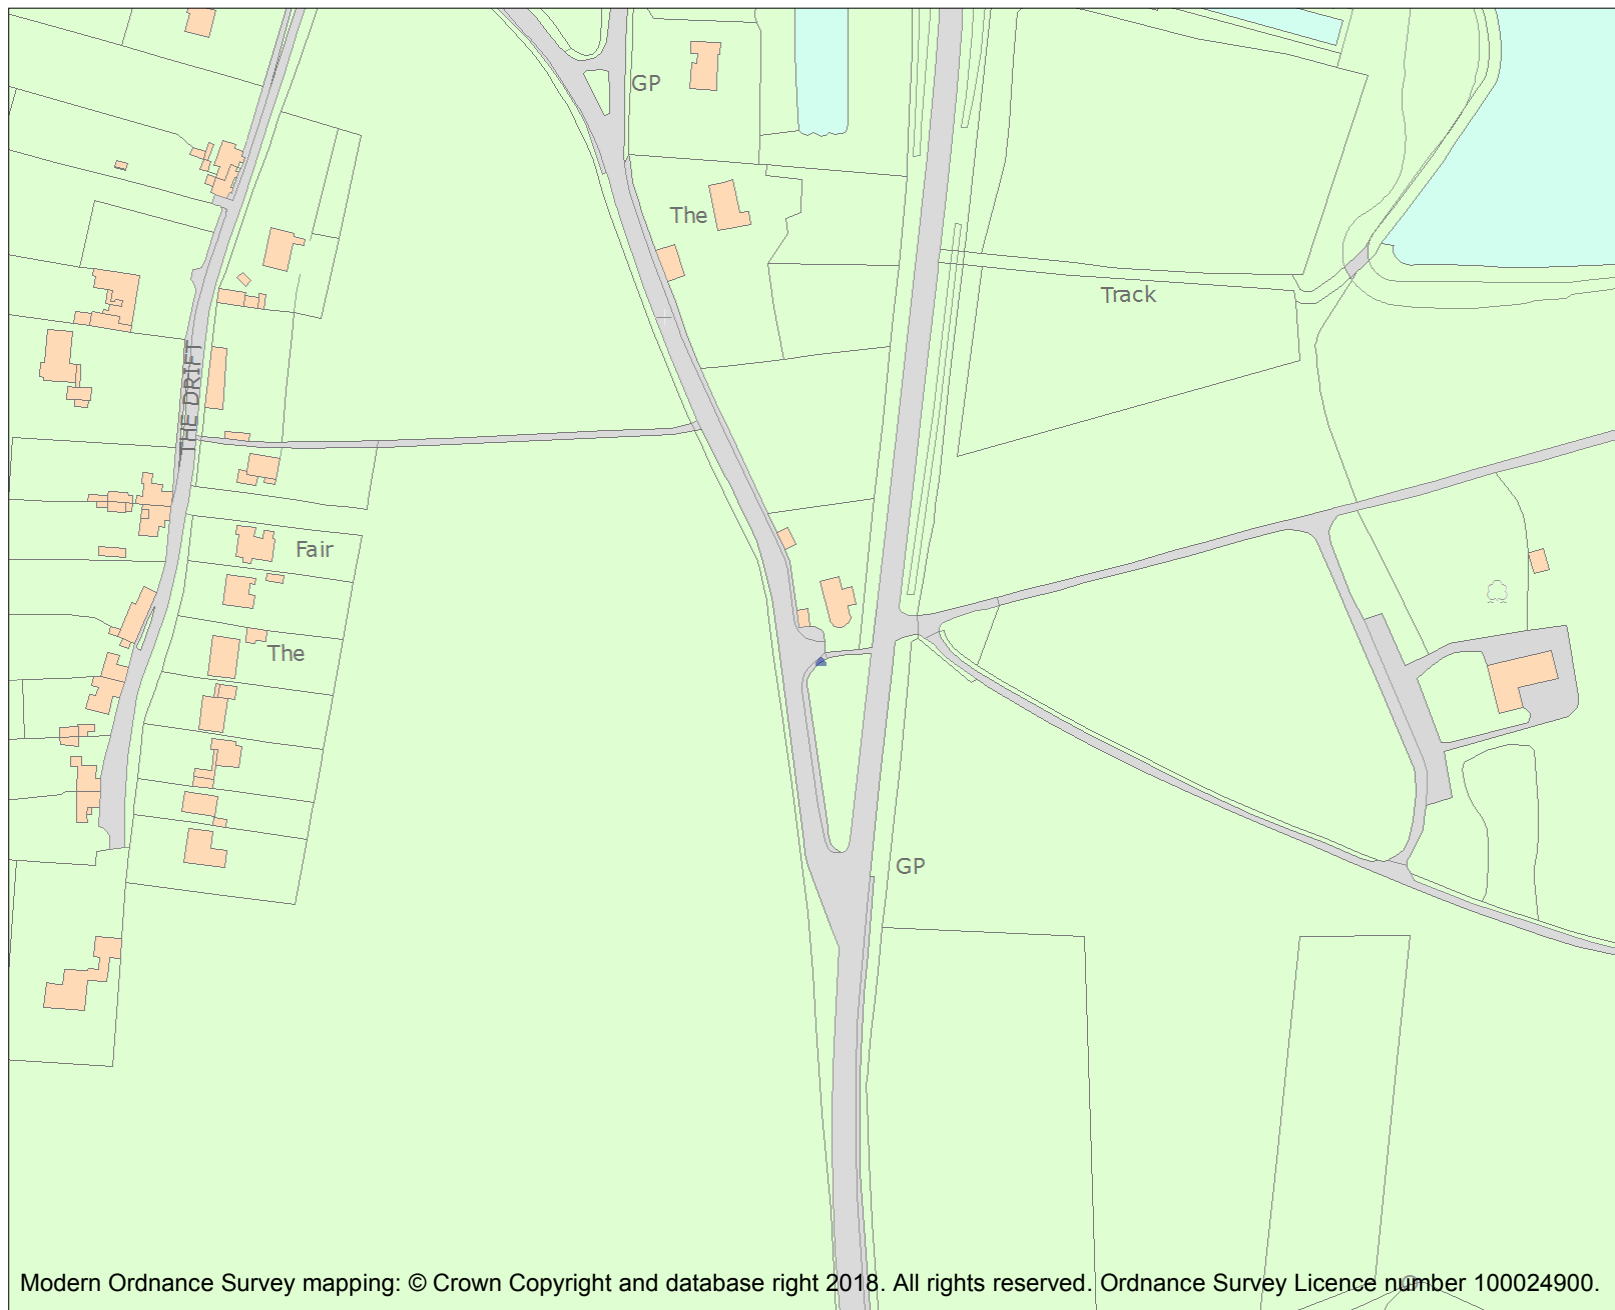 GP
The
Track
THE DRIFT
Fair
The
GP
Modern Ordnance Survey mapping: © Crown Copyright and database right 2018. All rights reserved. Ordnance Survey Licence number 100024900.